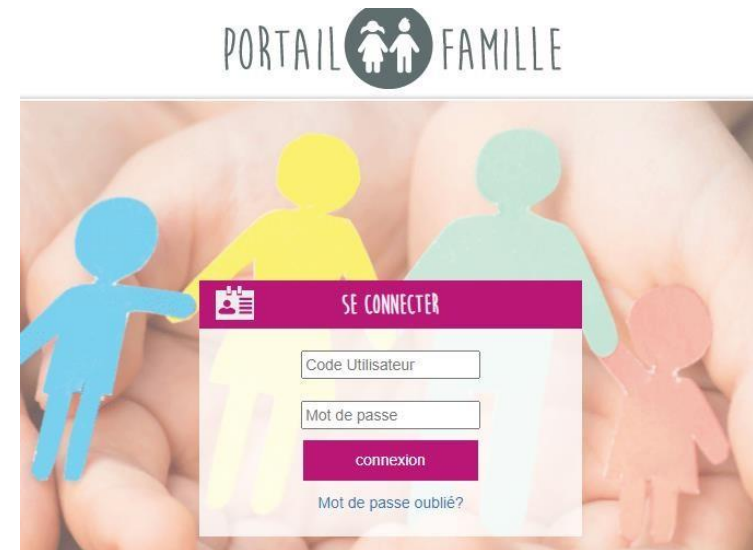 PORTAIL FAMILLE
SE CONNECTER
Code Utilisateur
Mot de passe
connexion
Mot de passe oublié?